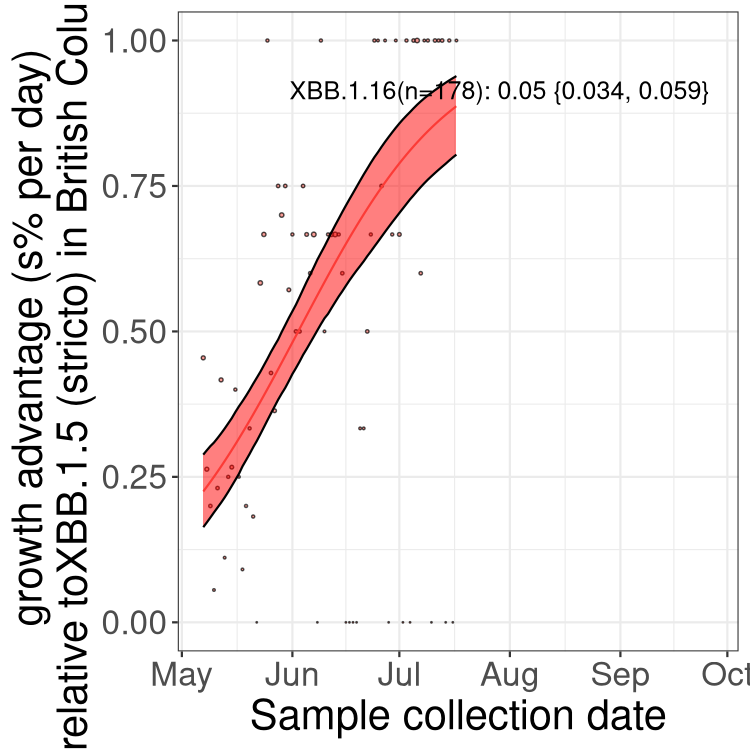 growth advantage (s% per day)
relative toXBB.1.5 (stricto) in British Colu
1.00
0.75
0.50
0.25
0.00
XBB.1.16(n=178): 0.05 {0.034, 0.059}
May Jun Jul Aug Sep Oct
Sample collection date